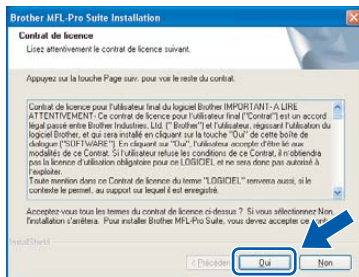 Brother MFL-Pro Suite Installation
Contrat de licence
Lisez attentivement le contrat de licence suivant.
Appuyez sur la touche Page suiv. pour voir le reste du contrat.
Contrat de licence pour l'utilisateur final du logiciel Brother IMPORTANT- A LIRE
ATTENTIVEMENT- Ce contrat de licence pour l'utilisateur final ("Contrat") est un accord
légal passé entre Brother Industries, Ltd. ("Brother") et l'utilisateur, régissant l'utilisation du
logiciel Brother, et qui sera installé en cliquant sur la touche "Oui" de cette boîte de
dialogue ("SOFTWARE"). En cliquant sur "Oui", l'utilisateur accepte d'être lié aux
modalités de ce Contrat. Si l'utilisateur refuse les conditions de ce Contrat, il n'obtiendra
pas la licence d'utilisation obligatoire pour ce LOGICIEL et ne sera donc pas autorisé à
l'exploiter.
Toute mention dans ce Contrat de licence du terme "LOGICIEL" renverra aussi, si le
contexte le permet, au support sur lequel il est enregistré.
Acceptez-vous tous les termes du contrat de licence ci-dessus ? Si vous sélectionnez Non,
l'installation s'arrêtera. Pour installer Brother MFL-Pro Suite, vous devez accepter ce
InstallShield
< Précédent
Oui
Non